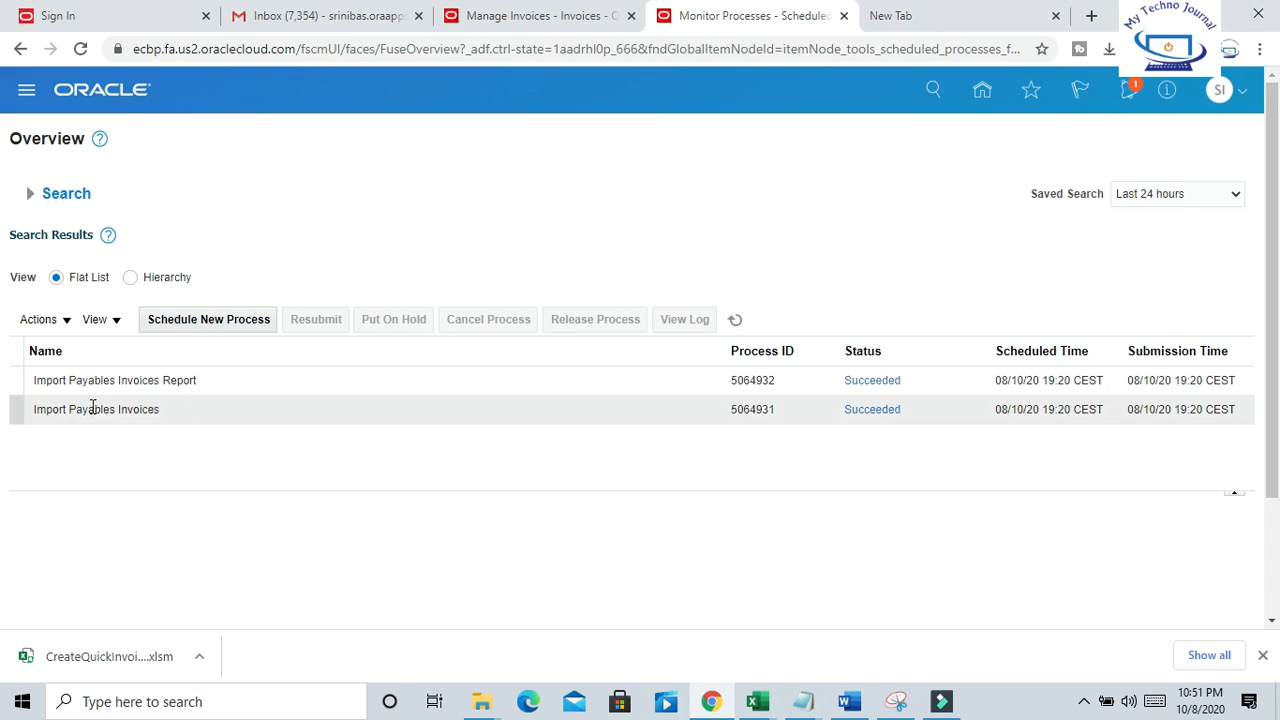 Sign In
Inbox (7,354) - srinibas.oraapp
Manage Invoices - Invoices - O
Monitor Processes - Scheduled
New Tab
My Techno Journal
ecbp.fa.us2.oraclecloud.com/fscmUI/faces/FuseOverview?_adf.ctrl-state=1aadrhl0p_666&fndGlobalItemNodeId=itemNode_tools_scheduled_processes_f...
ORACLE
1
SI
Overview
Search
Saved Search Last 24 hours
Search Results
View Flat List Hierarchy
Actions View Schedule New Process Resubmit Put On Hold Cancel Process Release Process View Log
Name Process ID Status Scheduled Time Submission Time
Import Payables Invoices Report 5064932 Succeeded 08/10/20 19:20 CEST 08/10/20 19:20 CEST
Import Payables Invoices 5064931 Succeeded 08/10/20 19:20 CEST 08/10/20 19:20 CEST
CreateQuickInvoi....xlsm
Show all
Type here to search
10:51 PM
10/8/2020